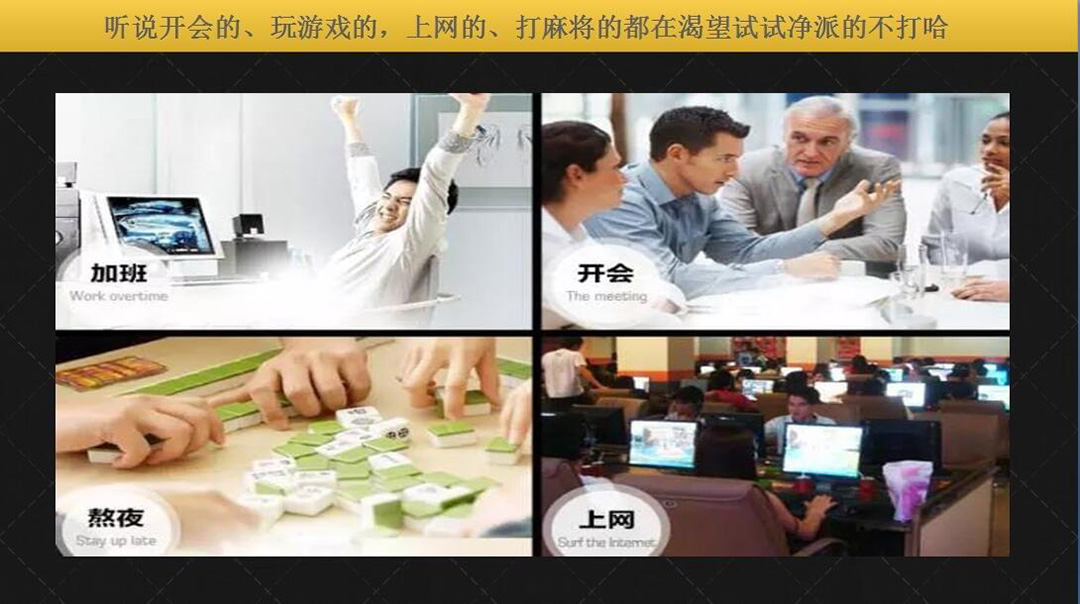 听说开会的、玩游戏的，上网的、打麻将的都在渴望试试净派的不打哈
加班
Work overtime
开会
The meeting
熬夜
Stay up late
上网
Surf the Internet